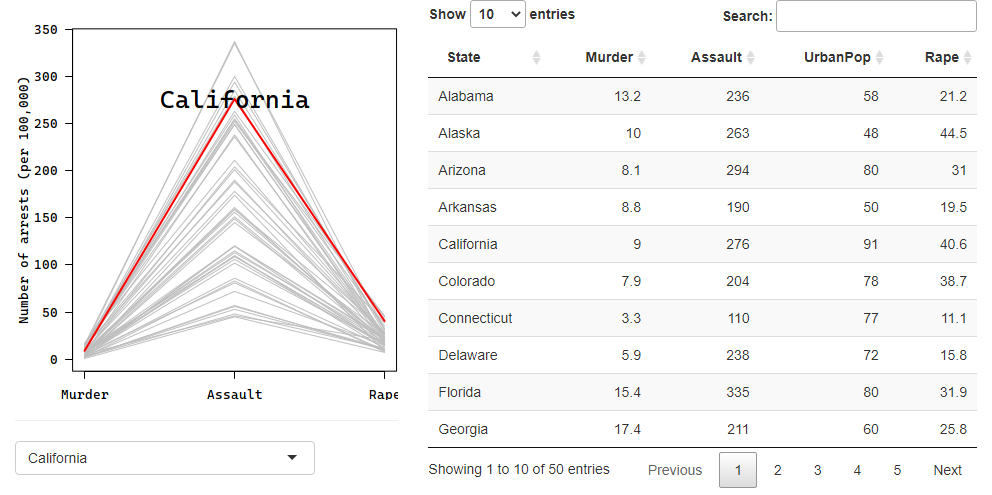 350
300
250
200
150
100
50
0
Number of arrests (per 100,000)
California
Murder Assault Rape
California
Show 10 entries
Search:
State Murder Assault UrbanPop Rape
Alabama 13.2 236 58 21.2
Alaska 10 263 48 44.5
Arizona 8.1 294 80 31
Arkansas 8.8 190 50 19.5
California 9 276 91 40.6
Colorado 7.9 204 78 38.7
Connecticut 3.3 110 77 11.1
Delaware 5.9 238 72 15.8
Florida 15.4 335 80 31.9
Georgia 17.4 211 60 25.8
Showing 1 to 10 of 50 entries
Previous 1 2 3 4 5 Next